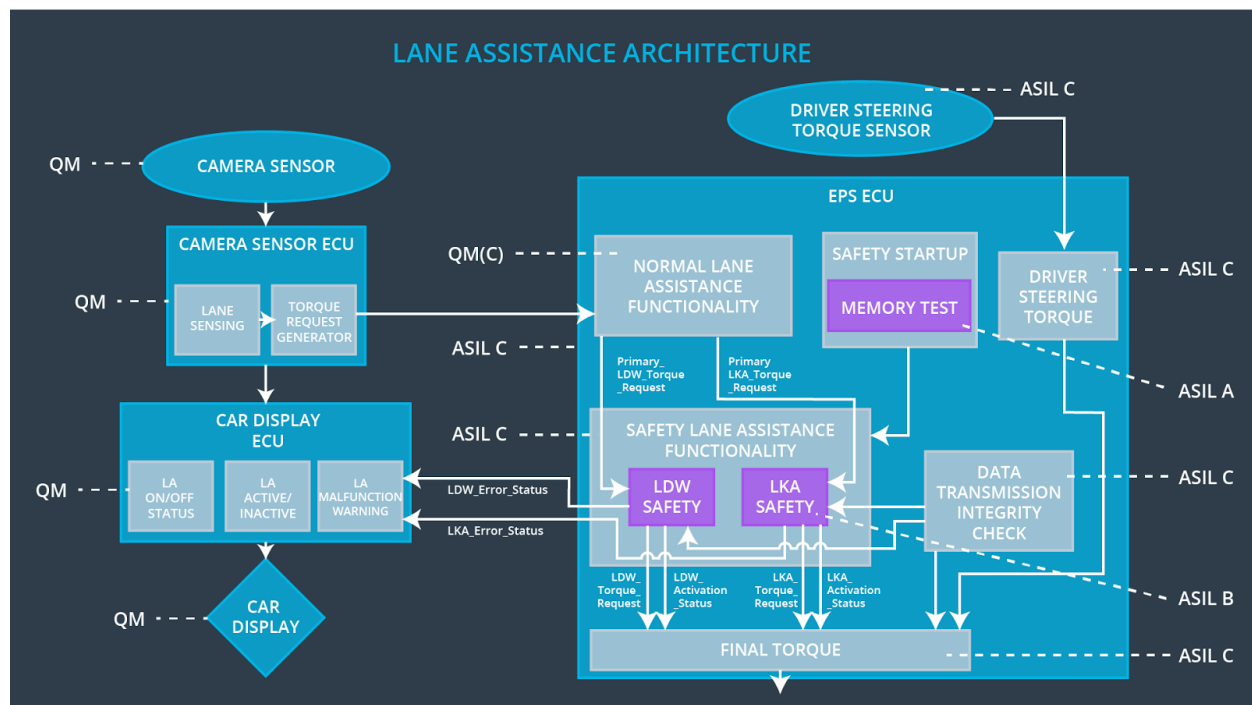 LANE ASSISTANCE ARCHITECTURE
ASIL C
DRIVER STEERING
TORQUE SENSOR
QM
CAMERA SENSOR
EPS ECU
CAMERA SENSOR ECU
QM(C)
NORMAL LANE
ASSISTANCE
FUNCTIONALITY
SAFETY STARTUP
MEMORY TEST
DRIVER
STEERING
TORQUE
ASIL C
QM
LANE
SENSING
TORQUE
REQUEST
GENERATOR
ASIL C
Primary_
LDW_Torque
_Request
Primary
LKA_Torque
_Request
ASIL A
CAR DISPLAY
ECU
ASIL C
SAFETY LANE ASSISTANCE
FUNCTIONALITY
QM
LA
ON/OFF
STATUS
LA
ACTIVE/
INACTIVE
LA
MALFUNCTION
WARNING
LDW_Error_Status
LKA_Error_Status
LDW
SAFETY
LKA
SAFETY
DATA
TRANSMISSION
INTEGRITY
CHECK
ASIL C
LDW_
Torque_
Request
LDW_
Activation
_Status
LKA_
Torque_
Request
LKA_
Activation
_Status
ASIL B
QM
CAR
DISPLAY
FINAL TORQUE
ASIL C